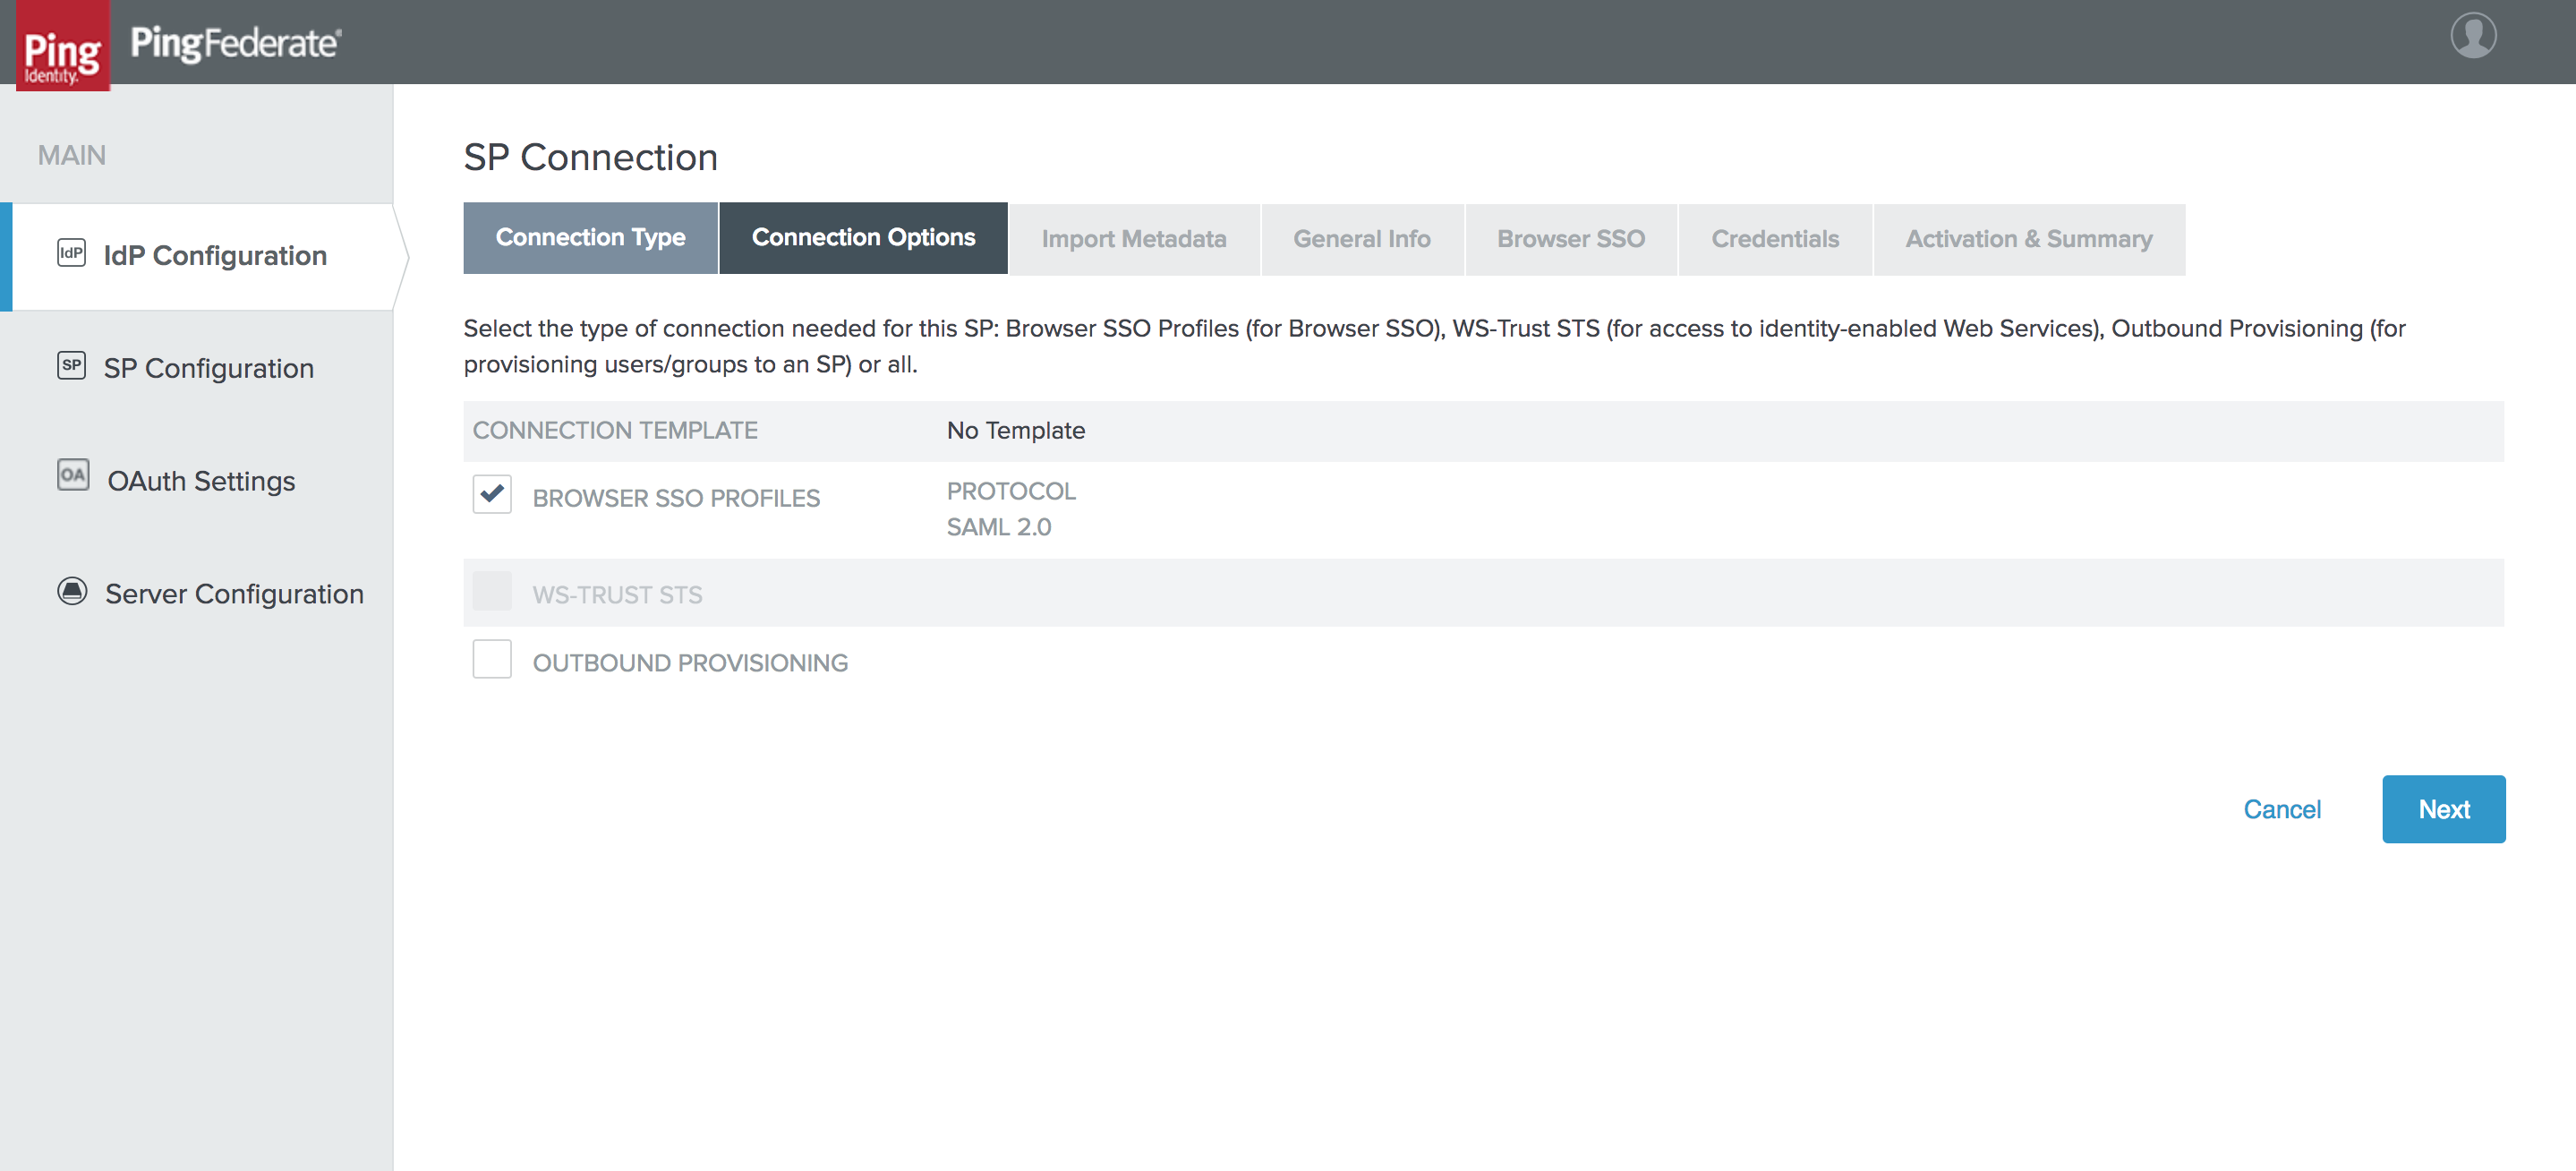 Ping
Identity.
PingFederate®
MAIN
IdP IdP Configuration
SP SP Configuration
OA OAuth Settings
Server Configuration
SP Connection
Connection Type Connection Options Import Metadata General Info Browser SSO Credentials Activation & Summary
Select the type of connection needed for this SP: Browser SSO Profiles (for Browser SSO), WS-Trust STS (for access to identity-enabled Web Services), Outbound Provisioning (for
provisioning users/groups to an SP) or all.
CONNECTION TEMPLATE No Template
BROWSER SSO PROFILES PROTOCOL
SAML 2.0
WS-TRUST STS
OUTBOUND PROVISIONING
Cancel Next